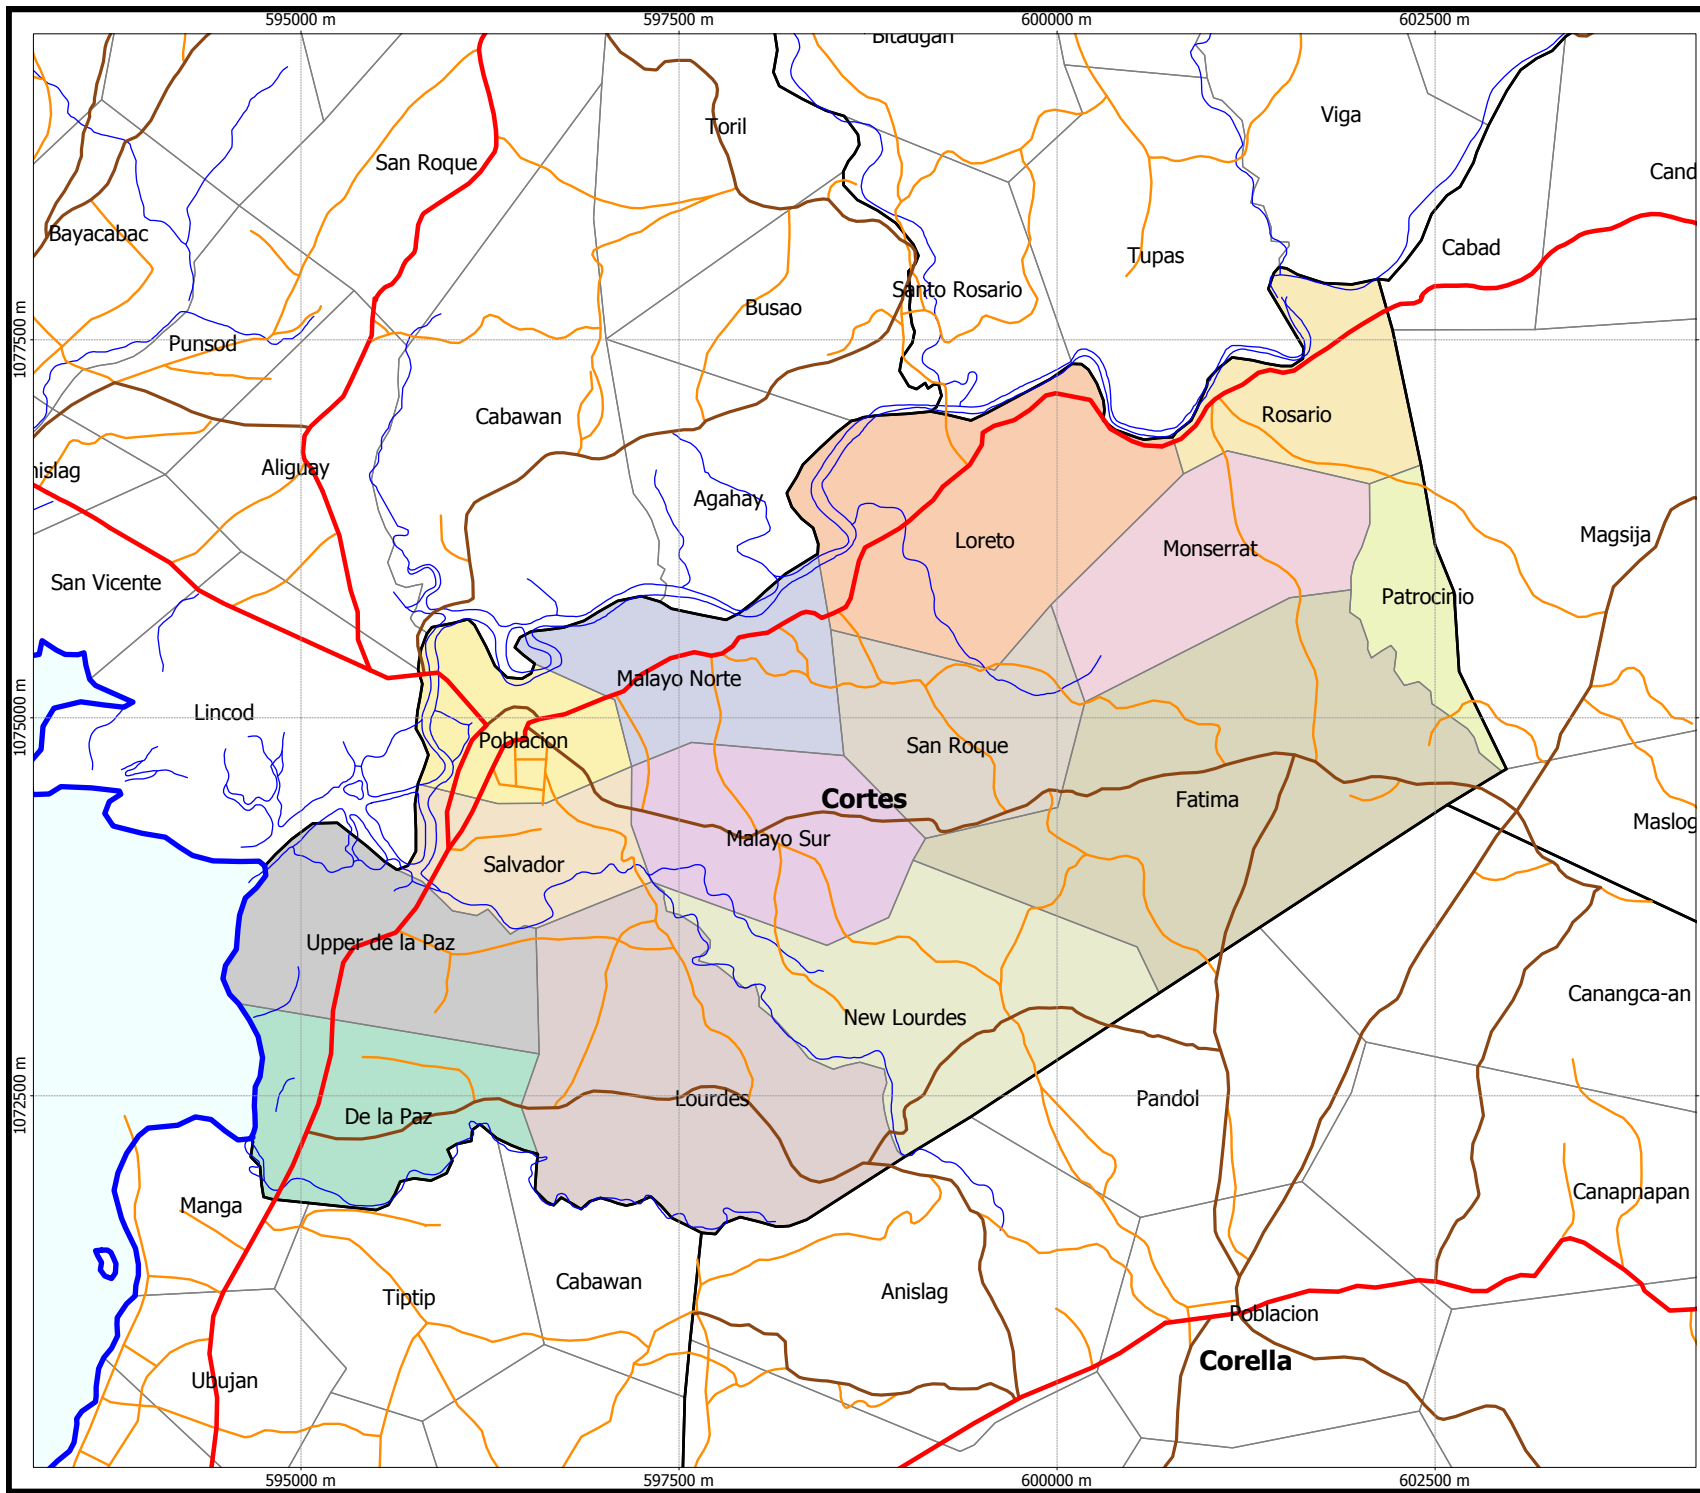 595000 m
597500 m
600000 m
602500 m
Bitaugan
Toril
Viga
San Roque
Cand
Bayacabac
Cabad
Tupas
Santo Rosario
Busao
1077500 m
Punsod
Cabawan
Rosario
nislag
Aliguay
Agahay
Loreto
Monserrat
Magsija
San Vicente
Patrocinio
Malayo Norte
Lincod
1075000 m
Poblacion
San Roque
Cortes
Fatima
Malayo Sur
Maslog
Salvador
Upper de la Paz
Canangca-an
New Lourdes
1072500 m
De la Paz
Lourdes
Pandol
Manga
Canapnapan
Cabawan
Tiptip
Anislag
Poblacion
Corella
Ubujan
595000 m
597500 m
600000 m
602500 m